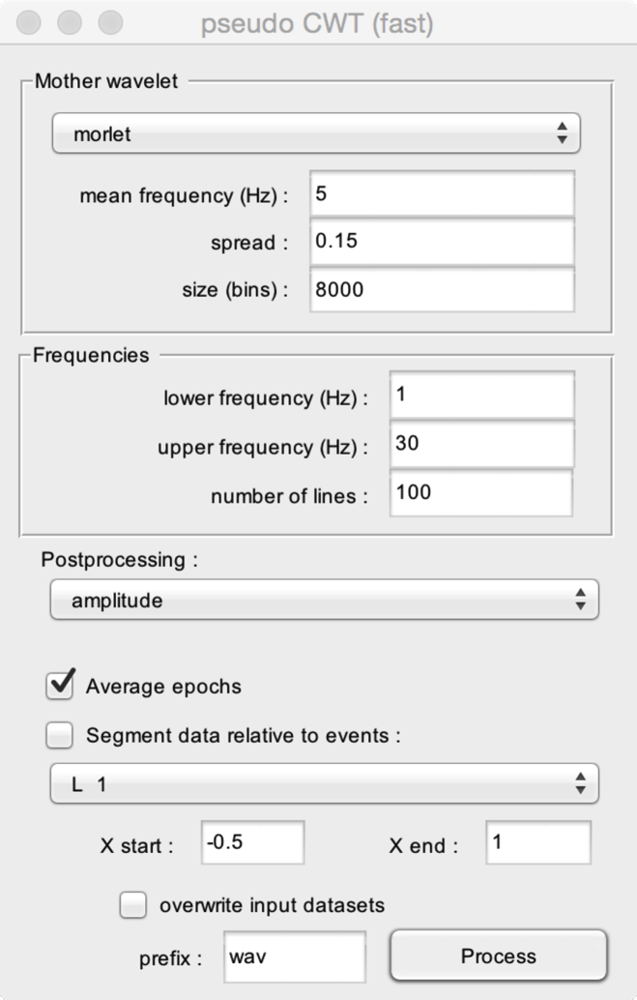 pseudo CWT (fast)
Mother wavelet
morlet
mean frequency (Hz) : 5
spread : 0.15
size (bins) : 8000
Frequencies
lower frequency (Hz) : 1
upper frequency (Hz) : 30
number of lines : 100
Postprocessing :
amplitude
Average epochs
Segment data relative to events :
L 1
X start : -0.5 X end : 1
overwrite input datasets
prefix : wav Process